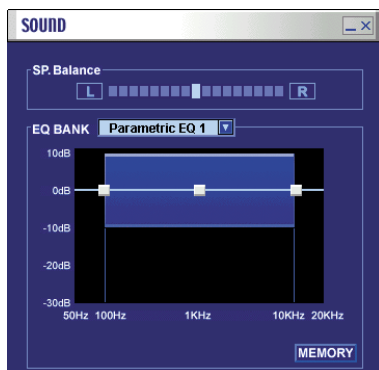 SOUND
SP. Balance
L R
EQ BANK Parametric EQ 1
10dB
0dB
-10dB
-20dB
-30dB
50Hz 100Hz 1KHz 10KHz 20KHz
MEMORY